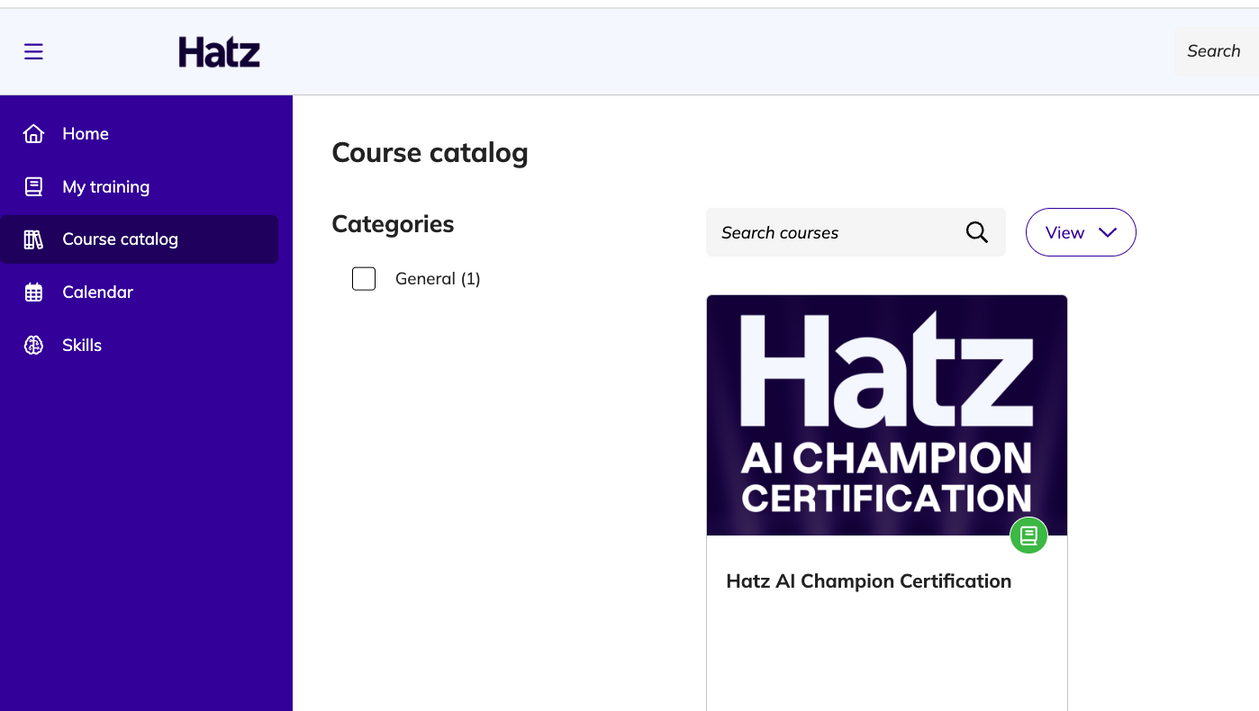 Hatz
Search
Home
My training
Course catalog
Calendar
Skills
Course catalog
Categories
General (1)
Search courses
View
Hatz
AI CHAMPION
CERTIFICATION
Hatz AI Champion Certification